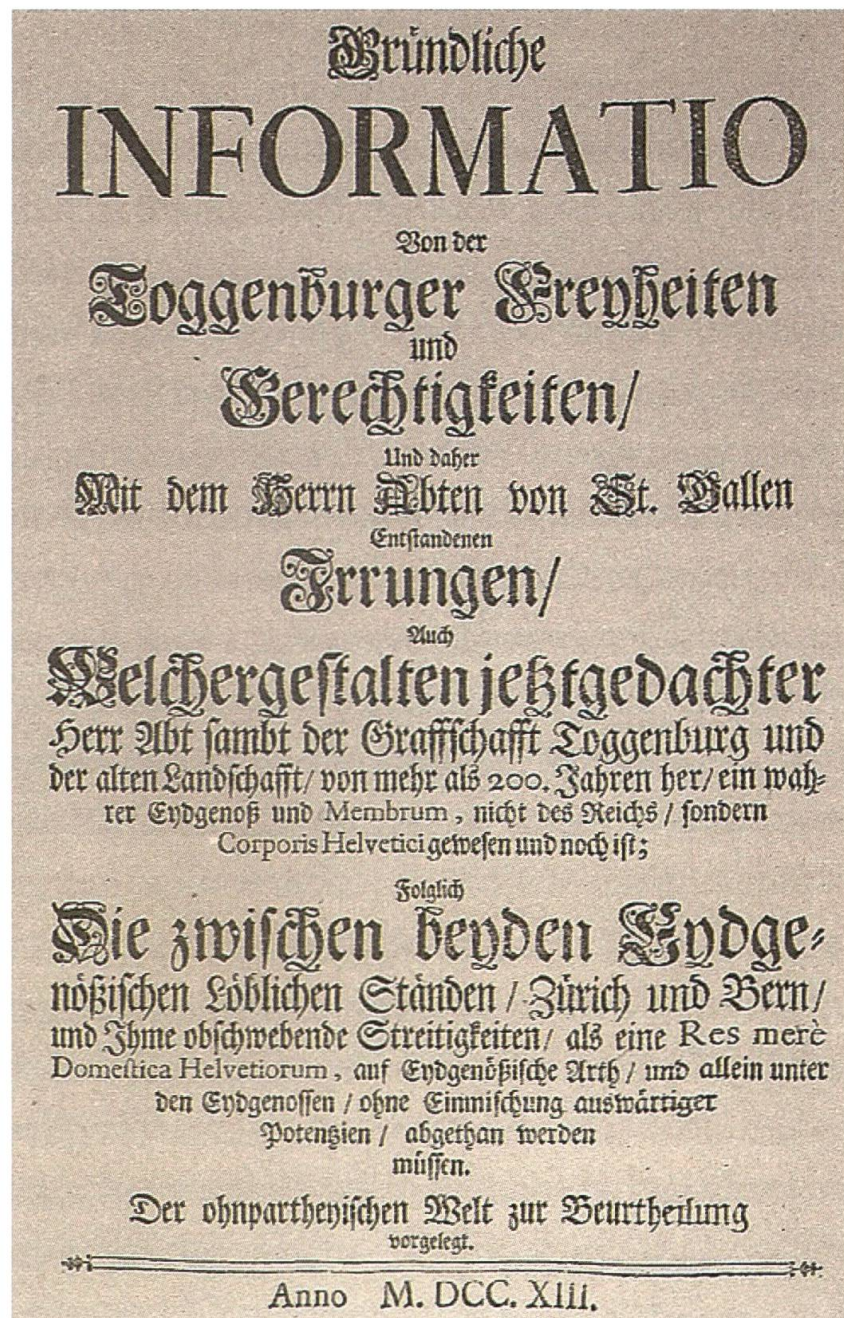 Gründliche
INFORMATIO
Von der
Toggenburger Freyheiten
und
Gerechtigkeiten/
Und daher
Mit dem Herrn Abten von St. Gallen
Entstandenen
Irrungen/
Auch
Welchergestalten jetztgedachter
Herr Abt sambt der Graffschafft Toggenburg und
der alten Landschafft/ von mehr als 200. Jahren her/ ein wah-
rer Eydgenoß und Membrum, nicht des Reichs/ sondern
Corporis Helvetici gewesen und noch ist;
Folglich
Die zwischen beyden Eydge-
nößischen Löblichen Ständen/ Zürich und Bern/
und Ihme obschwebende Streitigkeiten/ als eine Res merè
Domestica Helvetiorum, auf Eydgenößische Arth/ und allein unter
den Eydgenossen/ ohne Einmischung auswärtiger
Potentzien/ abgethan werden
müssen.
Der ohnpartheyischen Welt zur Beurtheilung
vorgelegt.
Anno M. DCC. XIII.